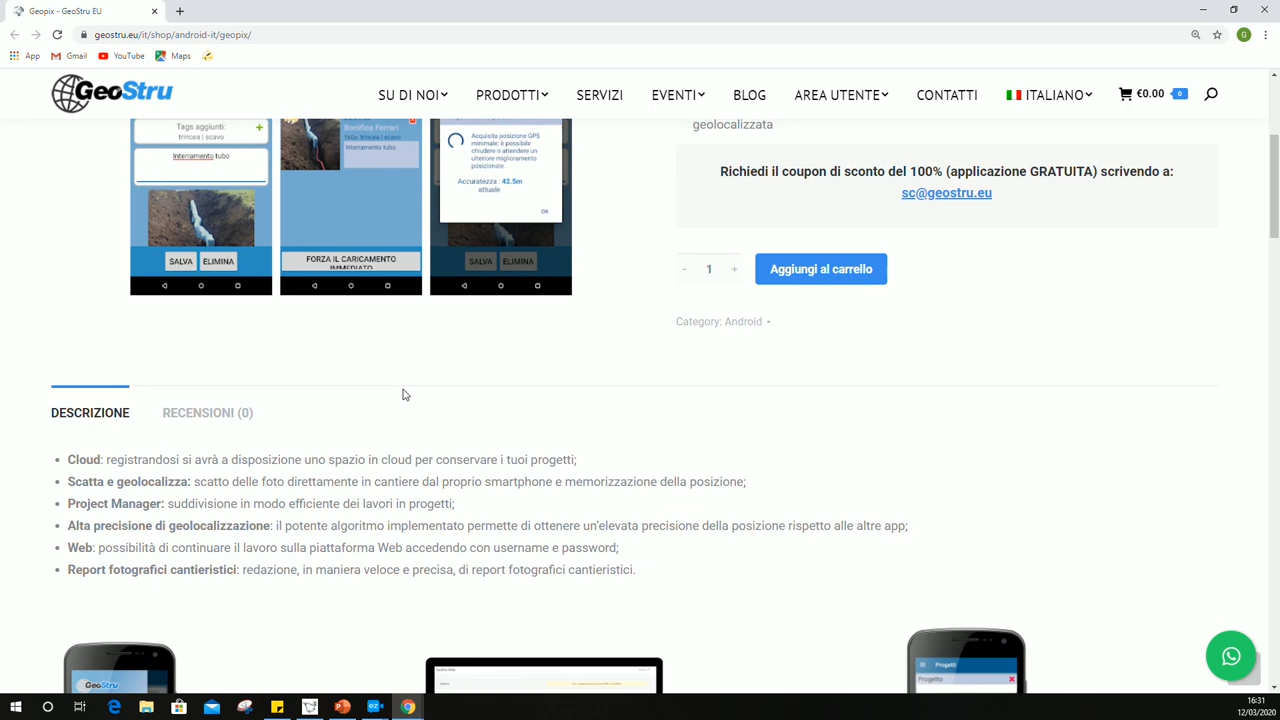 Geopix - GeoStru EU
geostru.eu/it/shop/android-it/geopix/
G
App Gmail YouTube Maps
GeoStru
SU DI NOI PRODOTTI SERVIZI EVENTI BLOG AREA UTENTE CONTATTI ITALIANO €0.00 0
Tags aggiunti:
trincea | scavo
Interramento tubo
SALVA ELIMINA
Bonifica Ferrari
TAGs: trincea | scavo
Interramento tubo
FORZA IL CARICAMENTO
IMMEDIATO
Acquisita posizione GPS
minimale: è possibile
chiudere o attendere un
ulteriore miglioramento
posizionale.
Accuratezza : 42.5m
attuale
OK
SALVA ELIMINA
geolocalizzata
Richiedi il coupon di sconto del 100% (applicazione GRATUITA) scrivendo a:
sc@geostru.eu
- 1 + Aggiungi al carrello
Category: Android
DESCRIZIONE RECENSIONI (0)
• Cloud: registrandosi si avrà a disposizione uno spazio in cloud per conservare i tuoi progetti;
• Scatta e geolocalizza: scatto delle foto direttamente in cantiere dal proprio smartphone e memorizzazione della posizione;
• Project Manager: suddivisione in modo efficiente dei lavori in progetti;
• Alta precisione di geolocalizzazione: il potente algoritmo implementato permette di ottenere un'elevata precisione della posizione rispetto alle altre app;
• Web: possibilità di continuare il lavoro sulla piattaforma Web accedendo con username e password;
• Report fotografici cantieristici: redazione, in maniera veloce e precisa, di report fotografici cantieristici.
GeoStru
Progetti
Progetto
16:31
12/03/2020